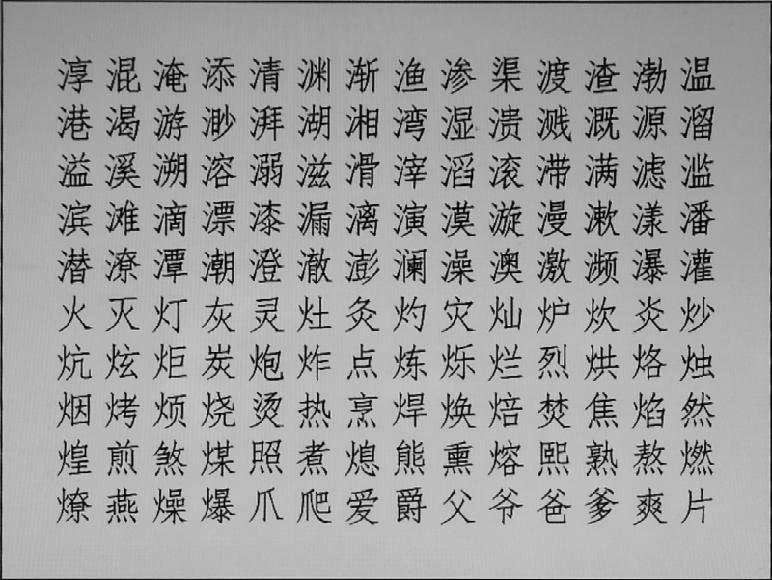 淳混淹添清渊渐渔渗渠渡渣渤温
港渴游渺湃湖湘湾湿溃溅溉源溜
溢溪溯溶溺滋滑滓滔滚滞满滤滥
滨滩滴漂漆漏漓演漠漩漫漱漾潘
潜潦潭潮澄澈澎澜澡澳激濒瀑灌
火灭灯灰灵灶灸灼灾灿炉炊炎炒
炕炫炬炭炮炸点炼烁烂烈烘烙烛
烟烤烦烧烫热烹焊焕焙焚焦焰然
煌煎煞煤照煮熄熊熏熔熙熟熬燃
燎燕燥爆爪爬爱爵父爷爸爹爽片